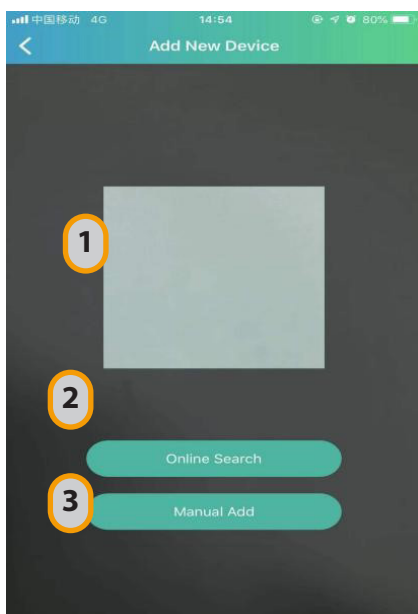 中国移动 4G 14:54 80%
Add New Device
1
2
Online Search
3
Manual Add